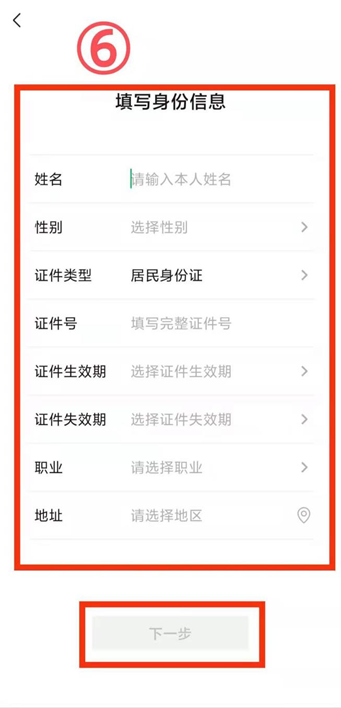 ⑥
填写身份信息
姓名 请输入本人姓名
性别 选择性别
证件类型 居民身份证
证件号 填写完整证件号
证件生效期 选择证件生效期
证件失效期 选择证件失效期
职业 请选择职业
地址 请选择地区
下一步